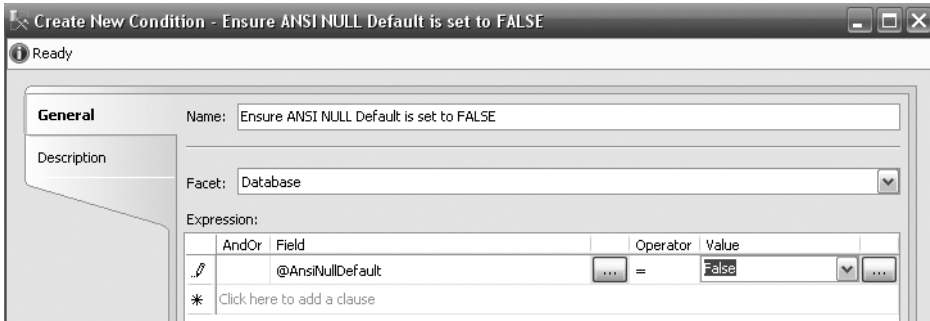 Create New Condition - Ensure ANSI NULL Default is set to FALSE
Ready
General
Description
Name: Ensure ANSI NULL Default is set to FALSE
Facet: Database
Expression:
AndOr Field Operator Value
@AnsiNullDefault ... = False ...
Click here to add a clause